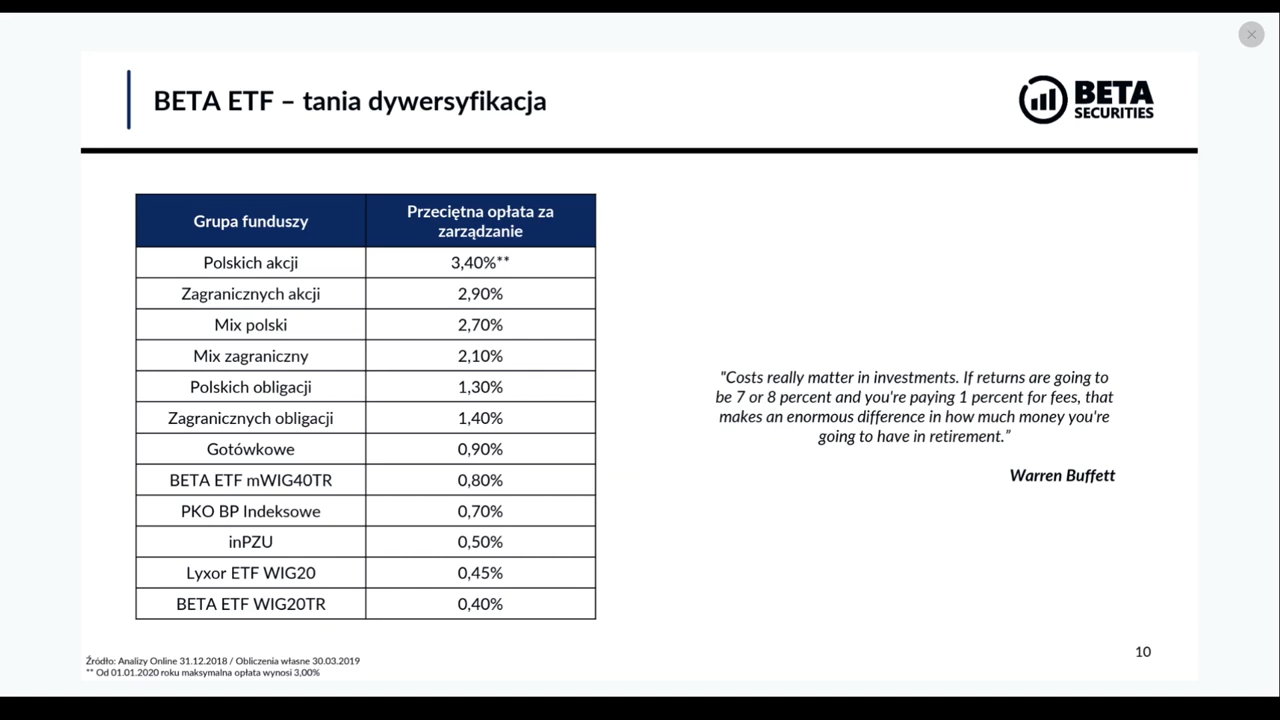 BETA ETF – tania dywersyfikacja
BETA
SECURITIES
Grupa funduszy
Przeciętna opłata za
zarządzanie
Polskich akcji 3,40%**
Zagranicznych akcji 2,90%
Mix polski 2,70%
Mix zagraniczny 2,10%
Polskich obligacji 1,30%
Zagranicznych obligacji 1,40%
Gotówkowe 0,90%
BETA ETF mWIG40TR 0,80%
PKO BP Indeksowe 0,70%
inPZU 0,50%
Lyxor ETF WIG20 0,45%
BETA ETF WIG20TR 0,40%
"Costs really matter in investments. If returns are going to
be 7 or 8 percent and you're paying 1 percent for fees, that
makes an enormous difference in how much money you're
going to have in retirement.”
Warren Buffett
10
Źródło: Analizy Online 31.12.2018 / Obliczenia własne 30.03.2019
** Od 01.01.2020 roku maksymalna opłata wynosi 3,00%